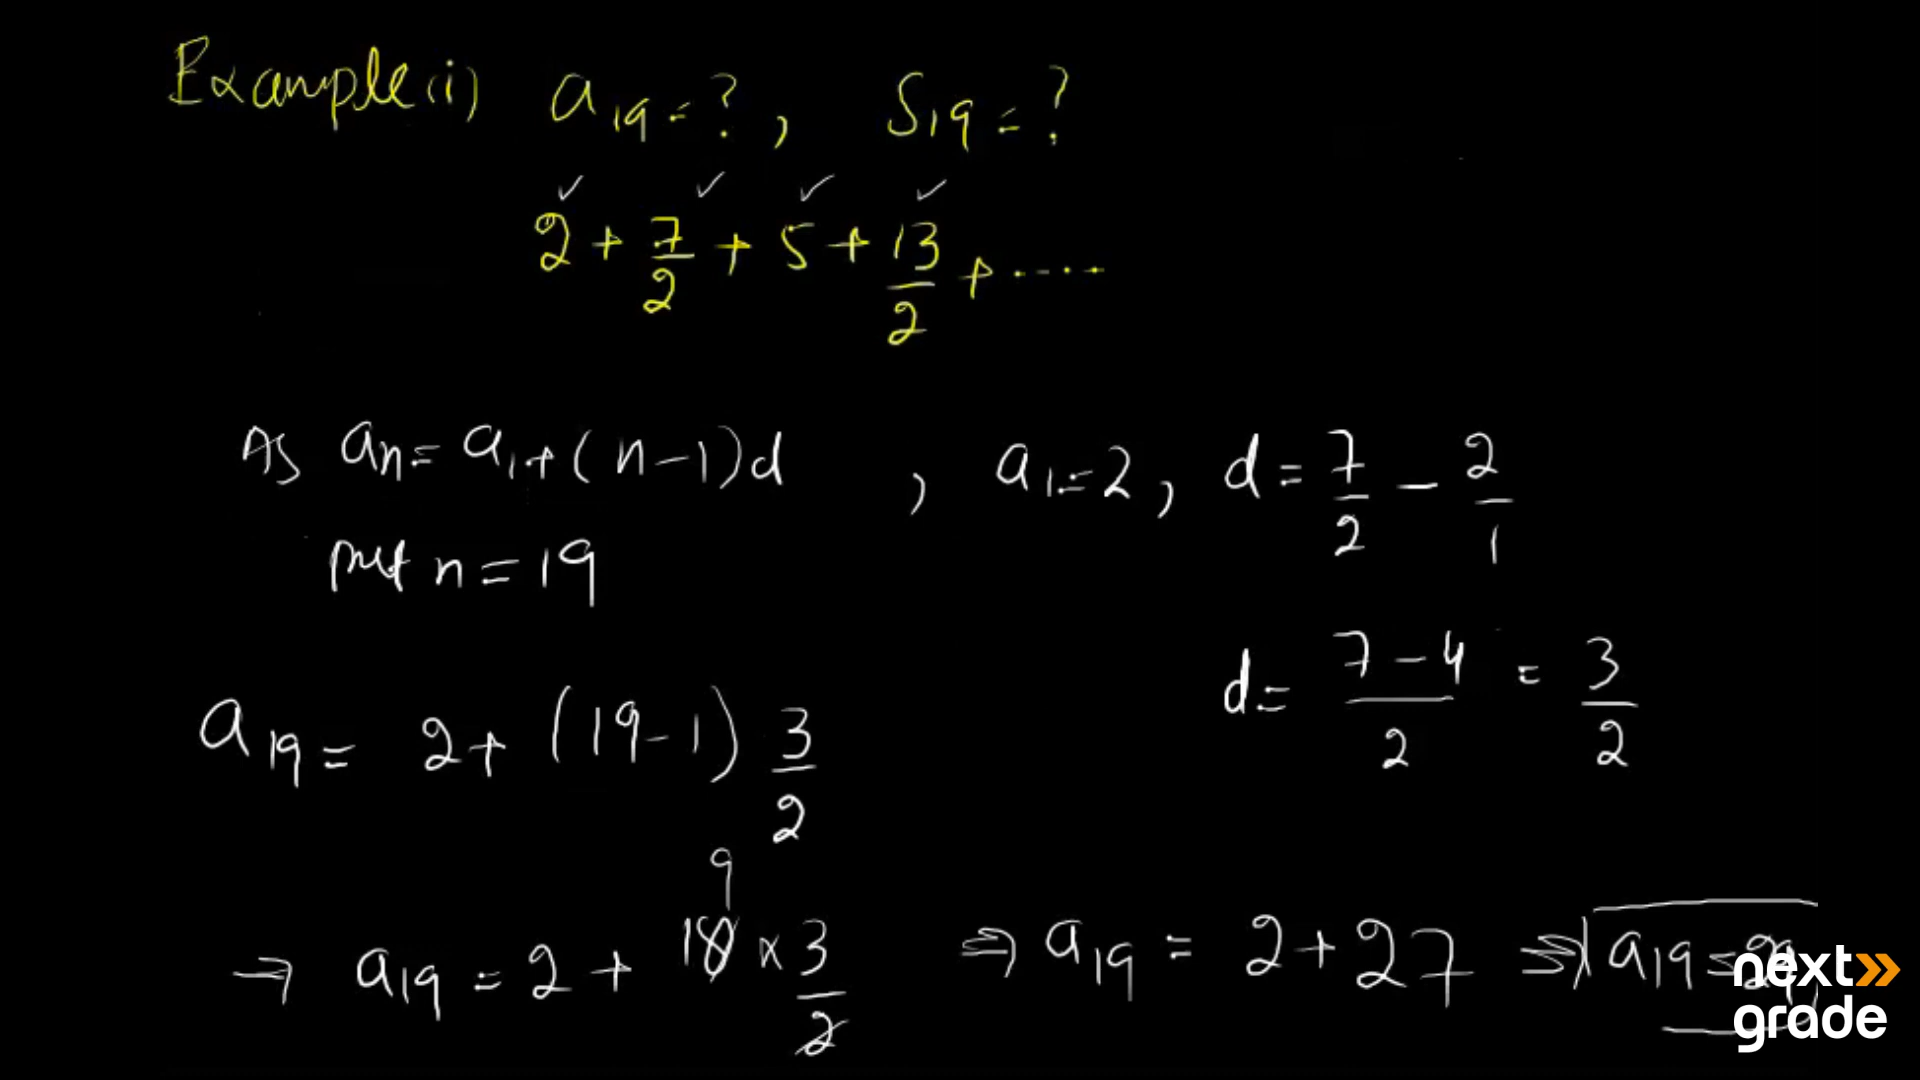 Example(i) a₁₉ = ?, S₁₉ = ?
2 + 7/2 + 5 + 13/2 + .....
As aₙ = a₁ + (n-1)d , a₁ = 2, d = 7/2 - 2/1
put n = 19
d = (7-4)/2 = 3/2
a₁₉ = 2 + (19-1) 3/2
9
⇒ a₁₉ = 2 + 18 × 3/2 ⇒ a₁₉ = 2 + 27 ⇒ a₁₉ = 29
next
grade